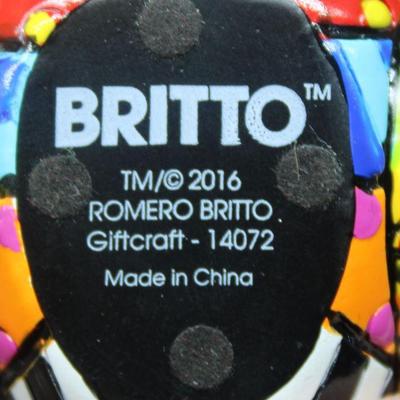 BRITTO™
TM/© 2016
ROMERO BRITTO
Giftcraft - 14072
Made in China